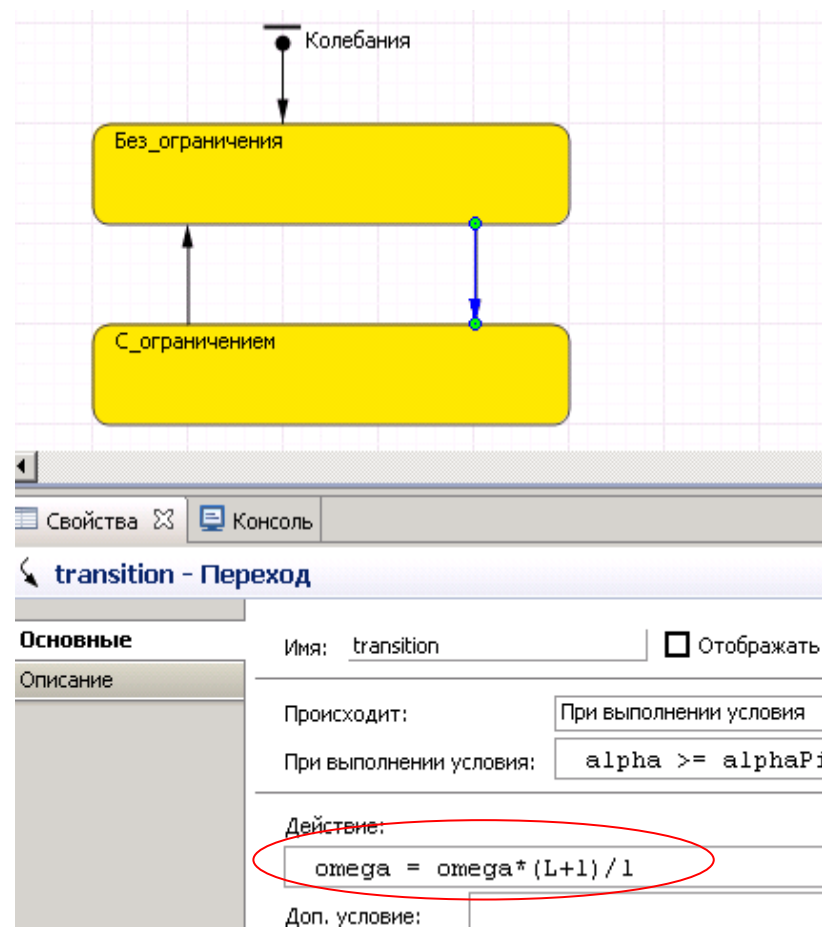 Колебания
Без_ограничения
С_ограничением
Свойства
Консоль
transition - Переход
Основные
Описание
Имя: transition Отображать
Происходит: При выполнении условия
При выполнении условия: alpha >= alphaPi
Действие:
omega = omega*(L+l)/l
Доп. условие: